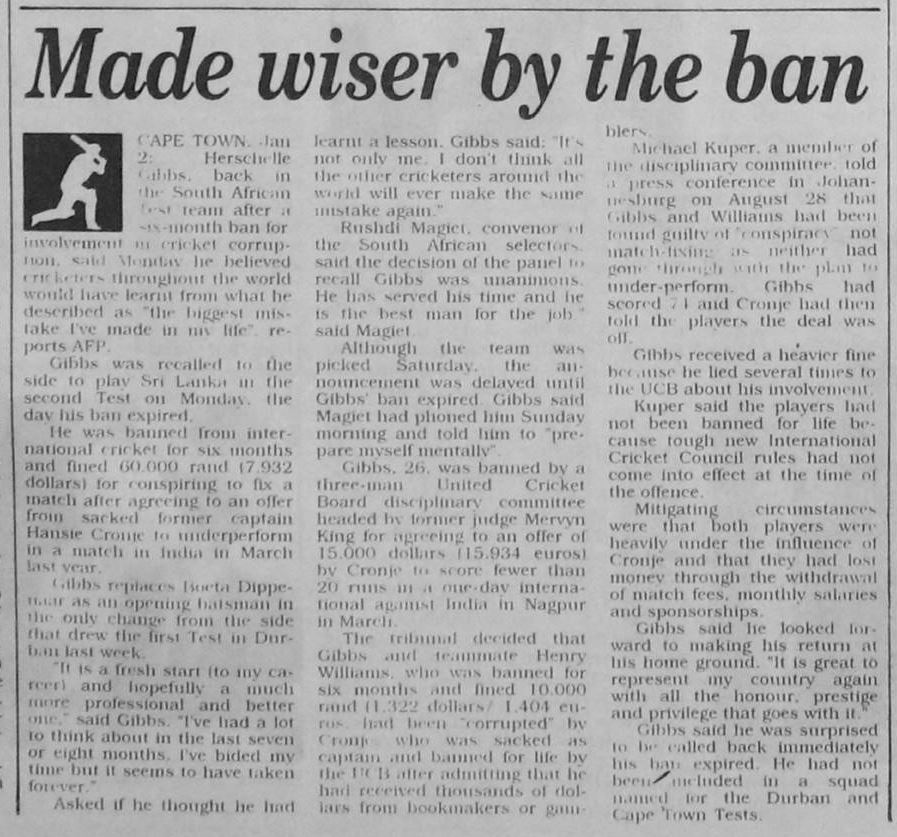 Made wiser by the ban
CAPE TOWN, Jan
2: Herschelle
Gibbs, back in
the South African
Test team after a
six-month ban for
involvement in cricket corrup-
tion, said Monday he believed
cricketers throughout the world
would have learnt from what he
described as "the biggest mis-
take I've made in my life", re-
ports AFP.
Gibbs was recalled to the
side to play Sri Lanka in the
second Test on Monday, the
day his ban expired.
He was banned from inter-
national cricket for six months
and fined 60,000 rand (7,932
dollars) for conspiring to fix a
match after agreeing to an offer
from sacked former captain
Hansie Cronje to underperform
in a match in India in March
last year.
Gibbs replaces Boeta Dippe-
naar as an opening batsman in
the only change from the side
that drew the first Test in Dur-
ban last week.
"It is a fresh start (to my ca-
reer) and hopefully a much
more professional and better
one," said Gibbs. "I've had a lot
to think about in the last seven
or eight months. I've bided my
time but it seems to have taken
forever."
Asked if he thought he had
learnt a lesson, Gibbs said: "It's
not only me. I don't think all
the other cricketers around the
world will ever make the same
mistake again."
Rushdi Magiet, convenor of
the South African selectors,
said the decision of the panel to
recall Gibbs was unanimous.
He has served his time and he
is the best man for the job"
said Magiet.
Although the team was
picked Saturday, the an-
nouncement was delayed until
Gibbs' ban expired. Gibbs said
Magiet had phoned him Sunday
morning and told him to "pre-
pare myself mentally".
Gibbs, 26, was banned by a
three-man United Cricket
Board disciplinary committee
headed by former judge Mervyn
King for agreeing to an offer of
15,000 dollars (15,934 euros)
by Cronje to score fewer than
20 runs in a one-day interna-
tional against India in Nagpur
in March.
The tribunal decided that
Gibbs and teammate Henry
Williams, who was banned for
six months and fined 10,000
rand (1,322 dollars/ 1,404 eu-
ros, had been "corrupted" by
Cronje, who was sacked as
captain and banned for life by
the UCB after admitting that he
had received thousands of dol-
lars from bookmakers or gam-
blers.
Michael Kuper, a member of
the disciplinary committee, told
a press conference in Johan-
nesburg on August 28 that
Gibbs and Williams had been
found guilty of "conspiracy" not
match-fixing as neither had
gone through with the plan to
under-perform. Gibbs had
scored 74 and Cronje had then
told the players the deal was
off.
Gibbs received a heavier fine
because he lied several times to
the UCB about his involvement.
Kuper said the players had
not been banned for life be-
cause tough new International
Cricket Council rules had not
come into effect at the time of
the offence.
Mitigating circumstances
were that both players were
heavily under the influence of
Cronje and that they had lost
money through the withdrawal
of match fees, monthly salaries
and sponsorships.
Gibbs said he looked for-
ward to making his return at
his home ground. "It is great to
represent my country again
with all the honour, prestige
and privilege that goes with it."
Gibbs said he was surprised
to be called back immediately
his ban expired. He had not
been included in a squad
named for the Durban and
Cape Town Tests.